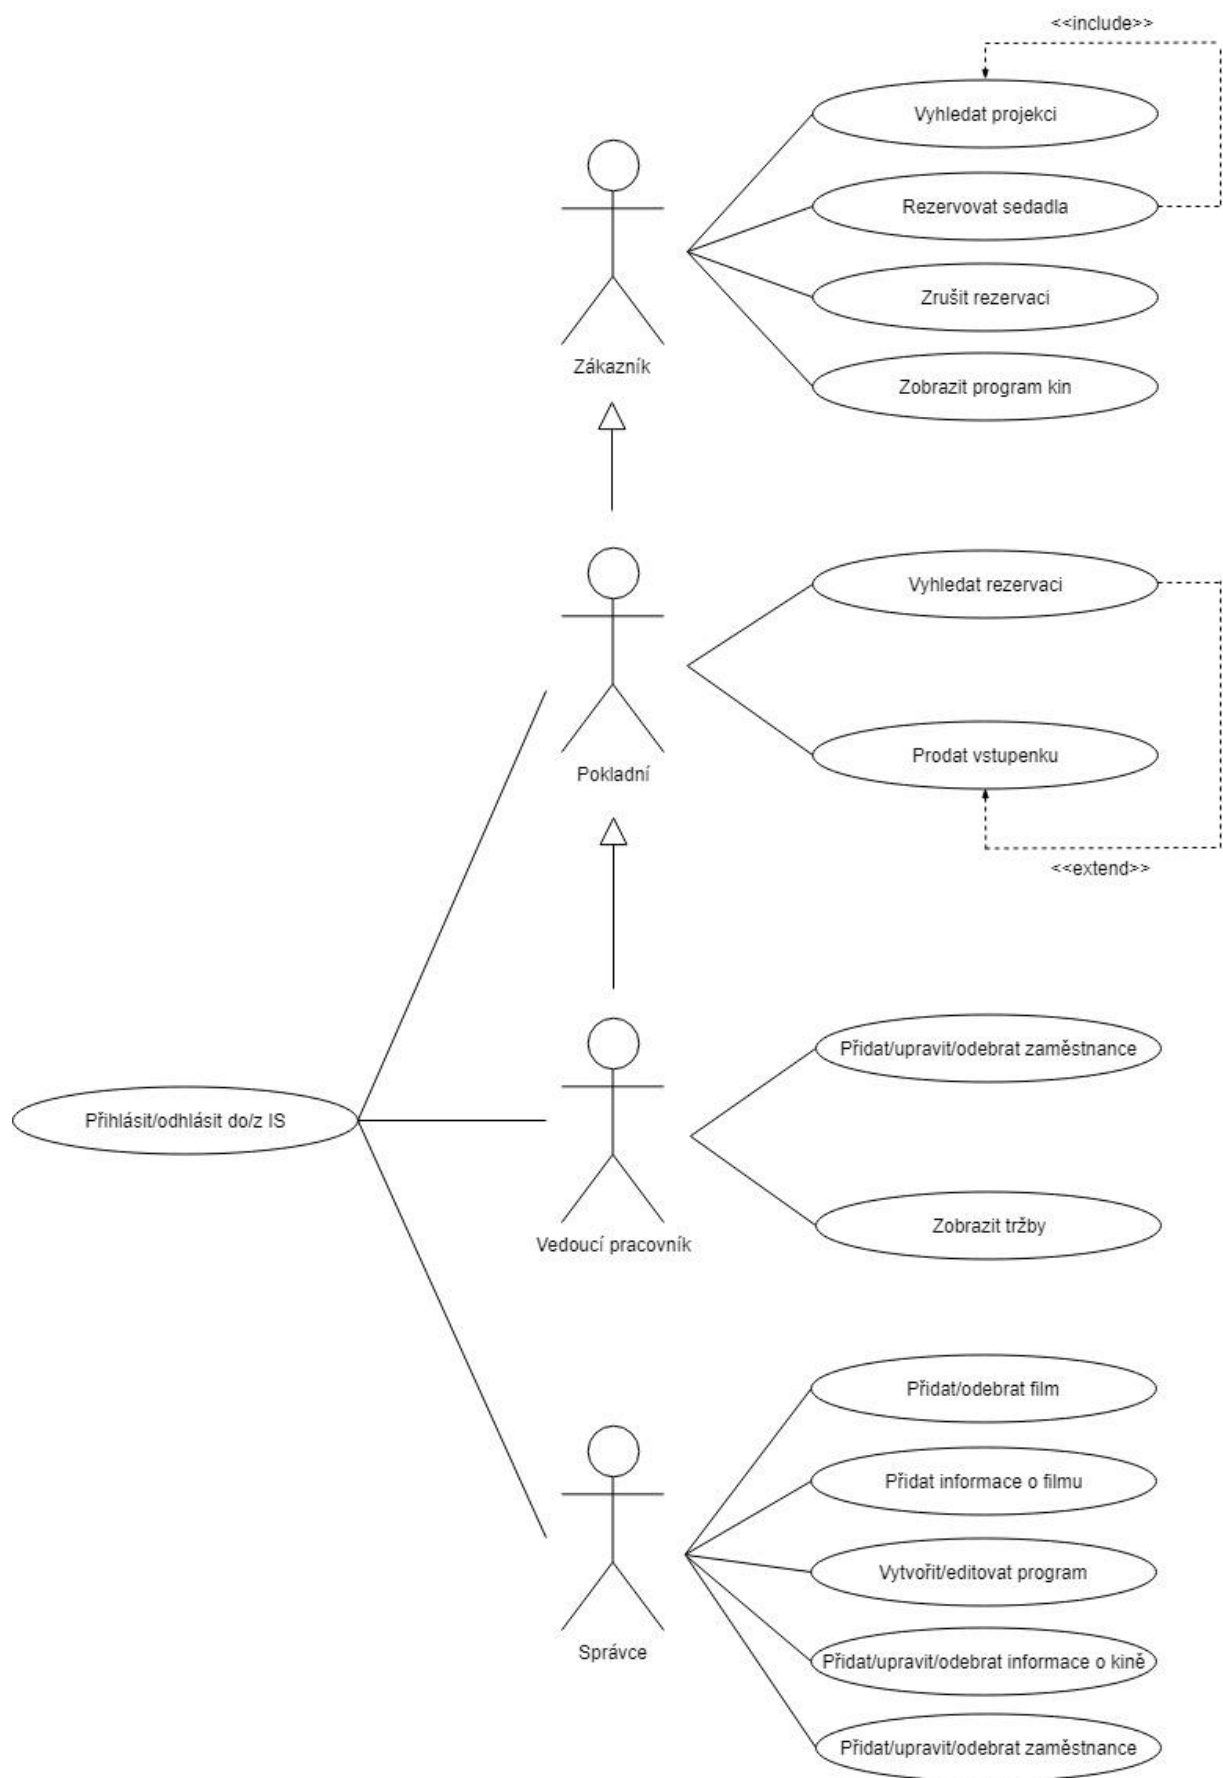 <<include>>
Vyhledat projekci
Rezervovat sedadla
Zrušit rezervaci
Zákazník
Zobrazit program kin
Vyhledat rezervaci
Prodat vstupenku
Pokladní
<<extend>>
Přidat/upravit/odebrat zaměstnance
Přihlásit/odhlásit do/z IS
Zobrazit tržby
Vedoucí pracovník
Přidat/odebrat film
Přidat informace o filmu
Vytvořit/editovat program
Správce
Přidat/upravit/odebrat informace o kině
Přidat/upravit/odebrat zaměstnance